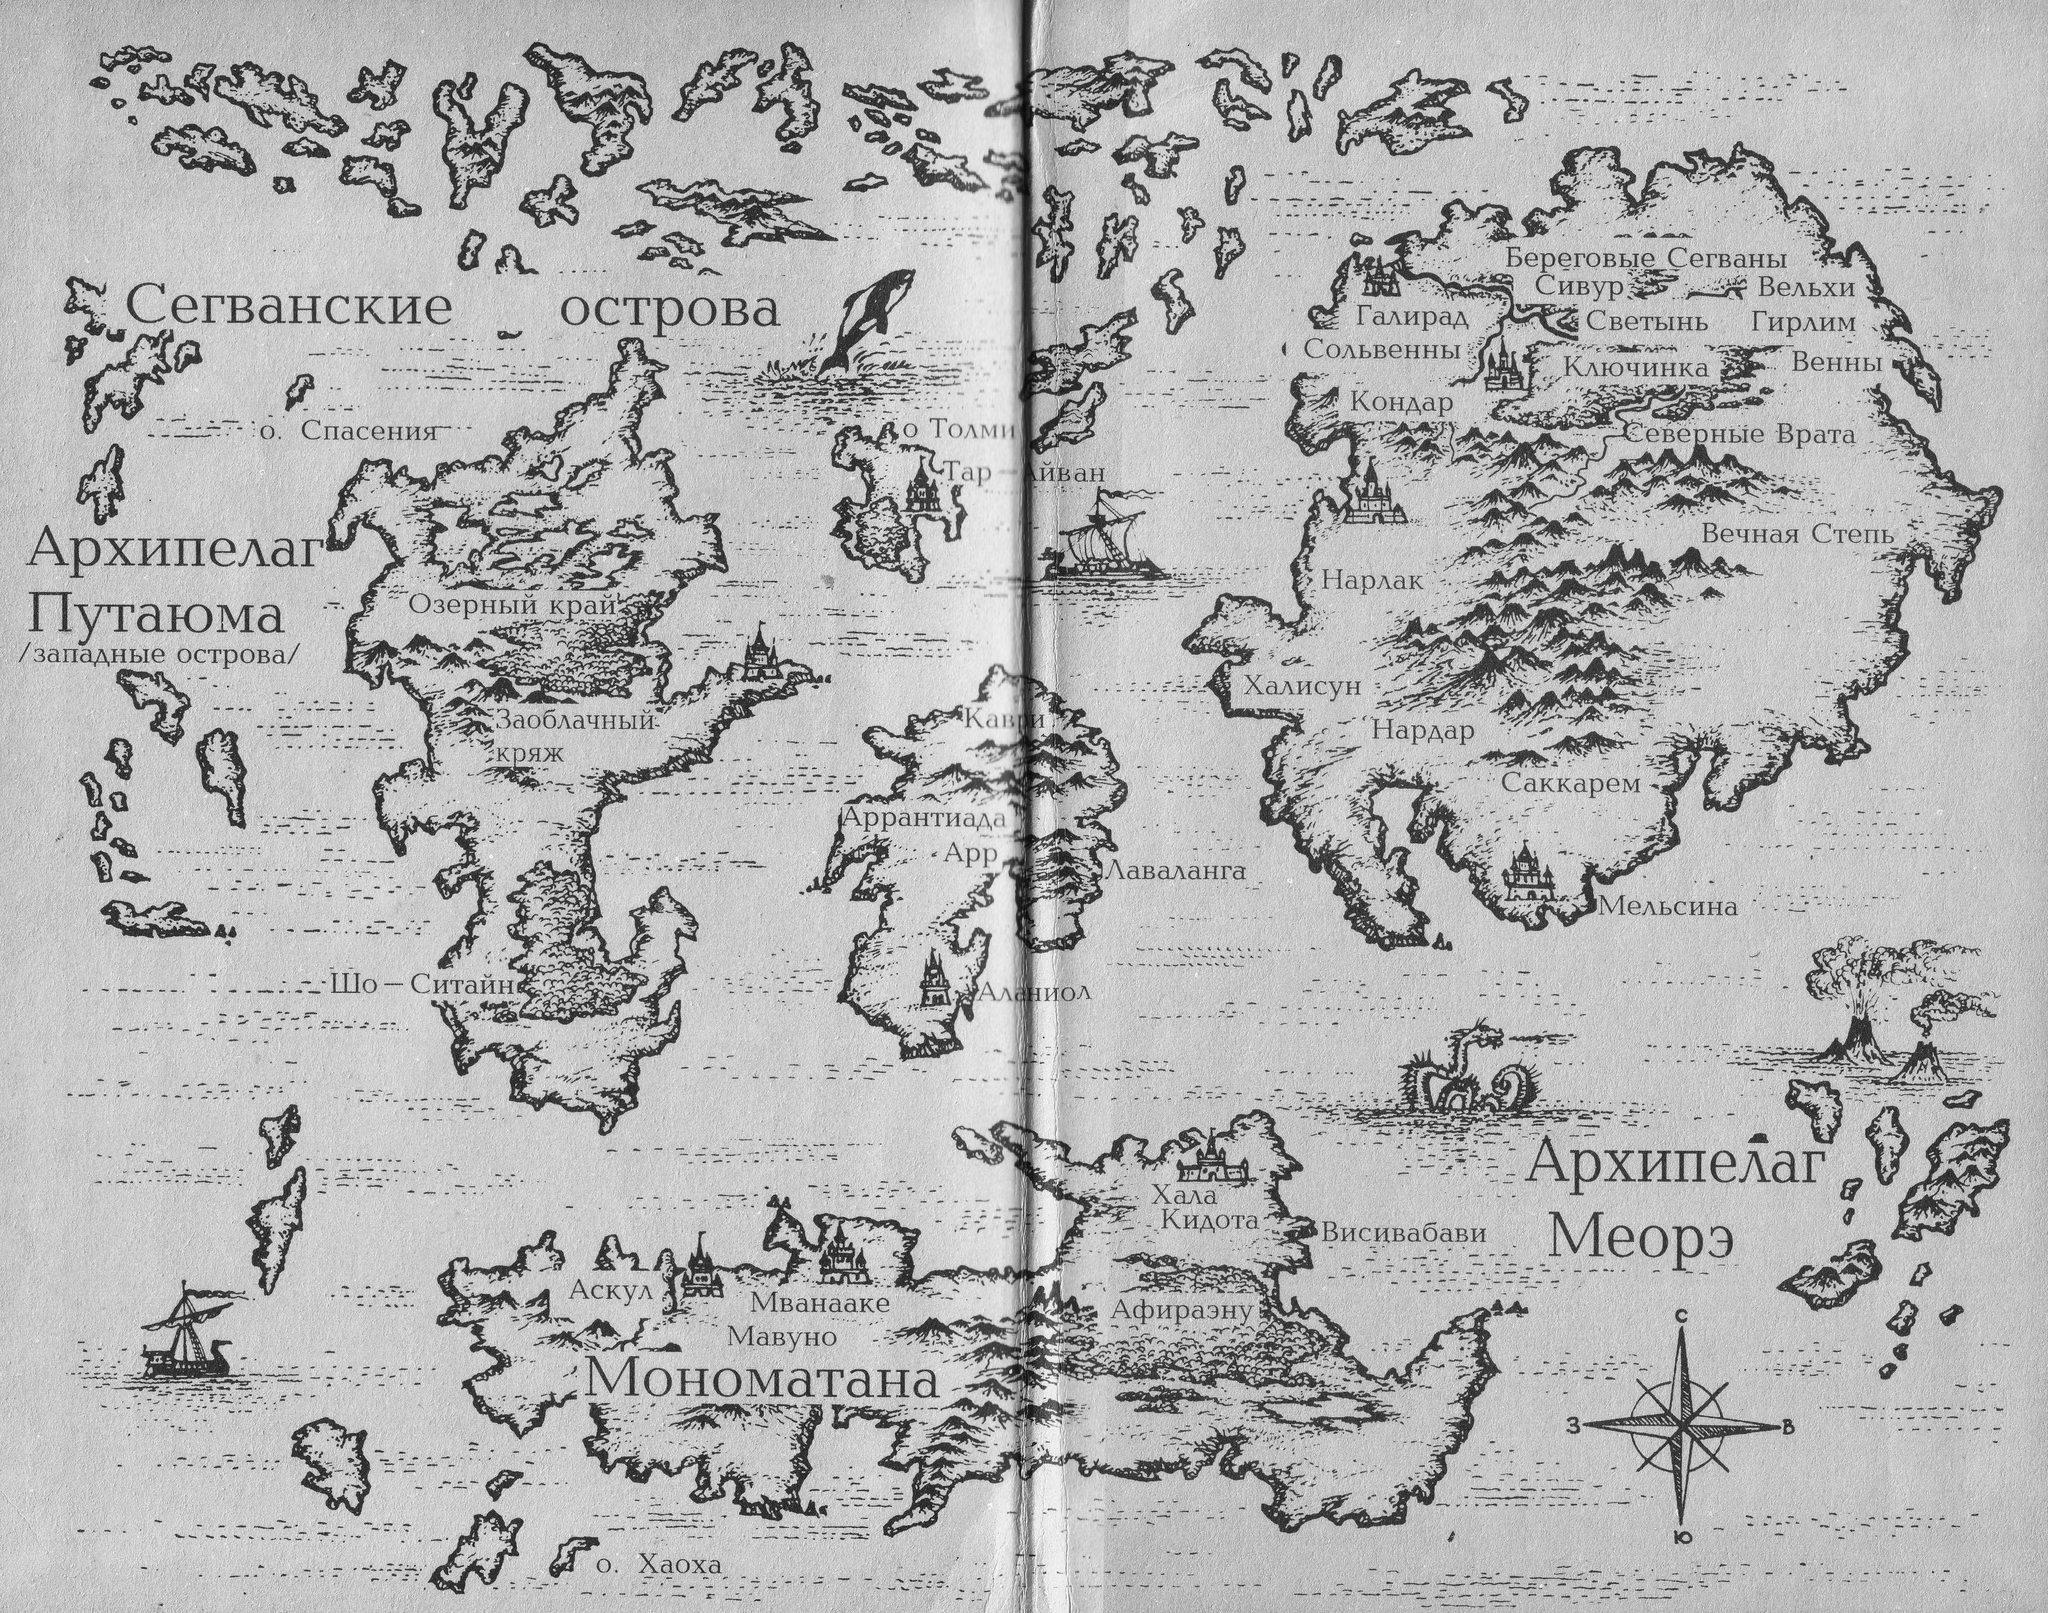 Сегванские острова
о. Спасения
Архипелаг
Путаюма
/западные острова/
Озерный край
Заоблачный
кряж
Шо-Ситайн
о Толми
Тар-Айван
Каври
Аррантиада
Арр
Лаваланга
Аланиол
Береговые Сегваны
Сивур
Вельхи
Галирад
Светынь
Гирлим
Сольвенны
Ключинка
Венны
Кондар
Северные Врата
Вечная Степь
Нарлак
Халисун
Нардар
Саккарем
Мельсина
Архипелаг
Меорэ
Хала
Кидота
Висивабави
Аскул
Мванааке
Афираэну
Мавуно
Мономатана
о. Хаоха
С
З
В
Ю